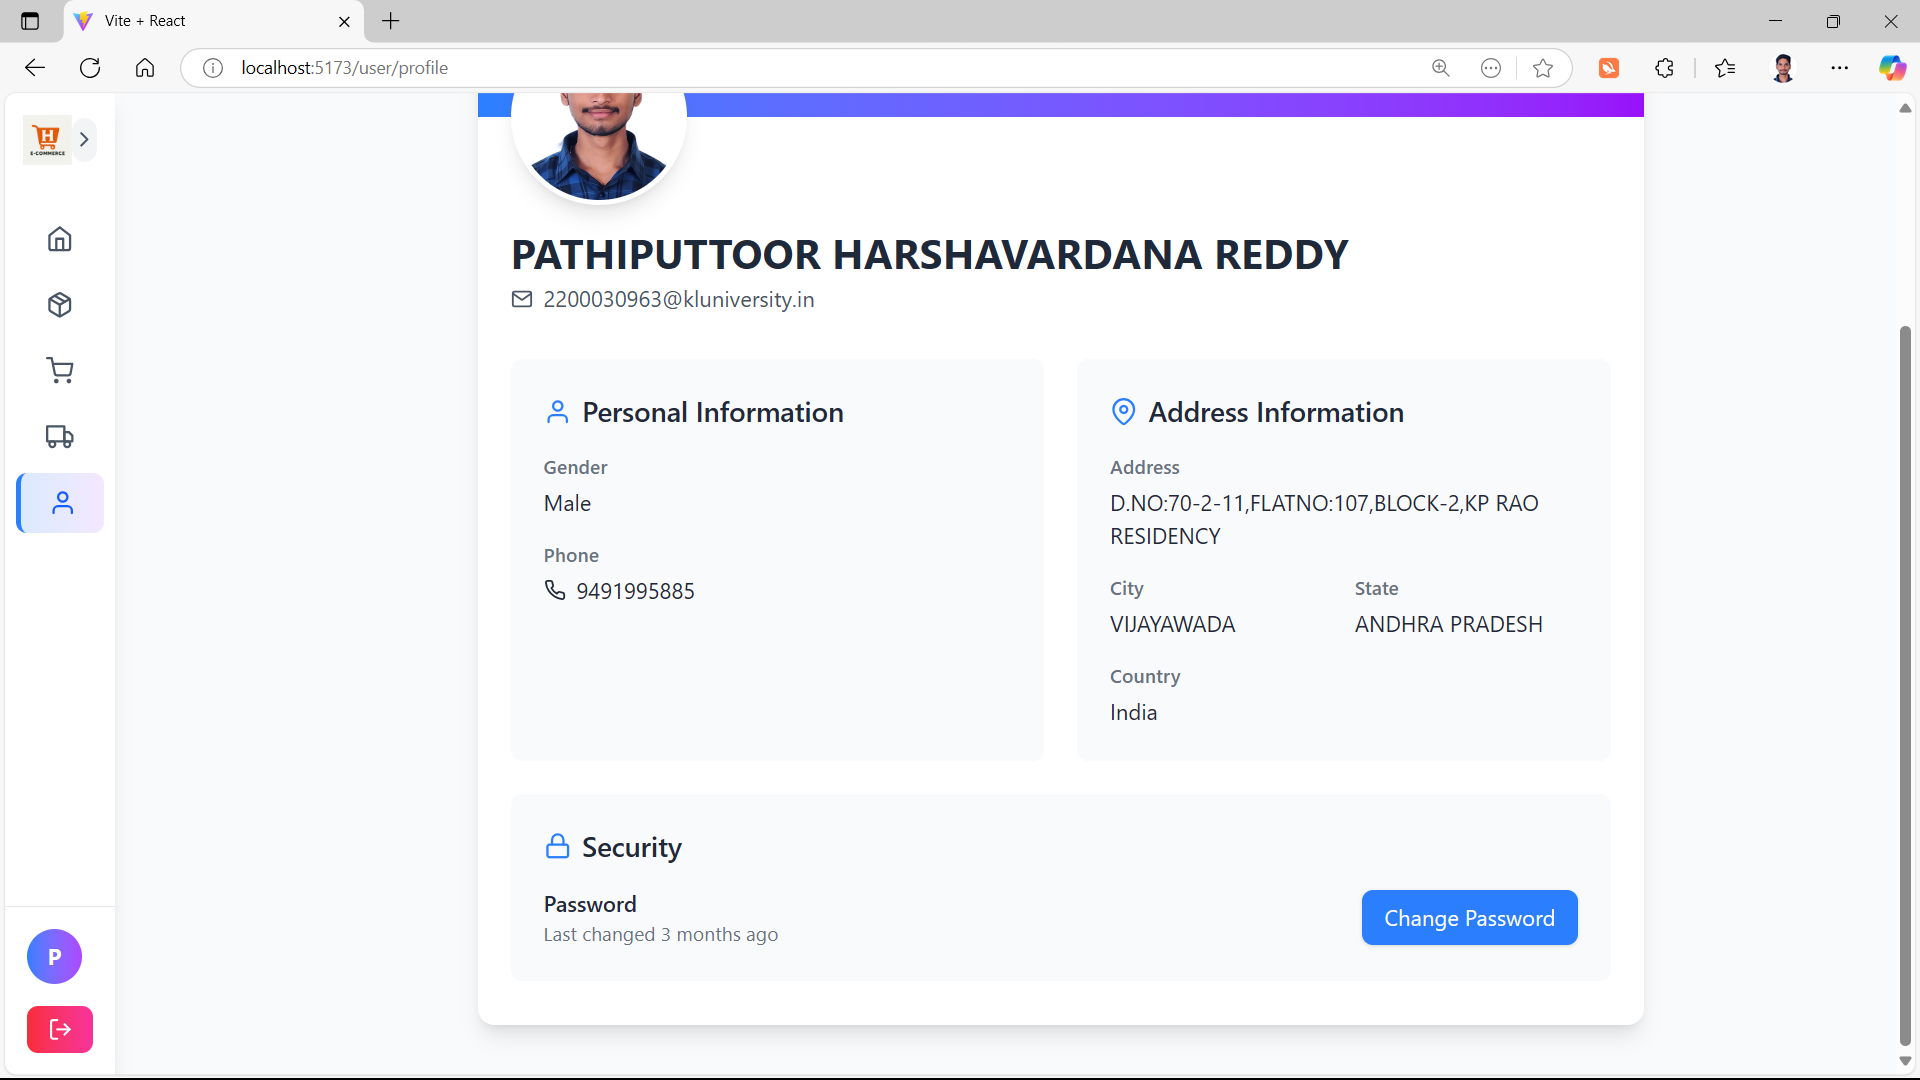 Vite + React
localhost:5173/user/profile
H
E-COMMERCE
PATHIPUTTOOR HARSHAVARDANA REDDY
2200030963@kluniversity.in
Personal Information
Gender
Male
Phone
9491995885
Address Information
Address
D.NO:70-2-11,FLATNO:107,BLOCK-2,KP RAO
RESIDENCY
City
State
VIJAYAWADA
ANDHRA PRADESH
Country
India
Security
Password
Last changed 3 months ago
Change Password
P